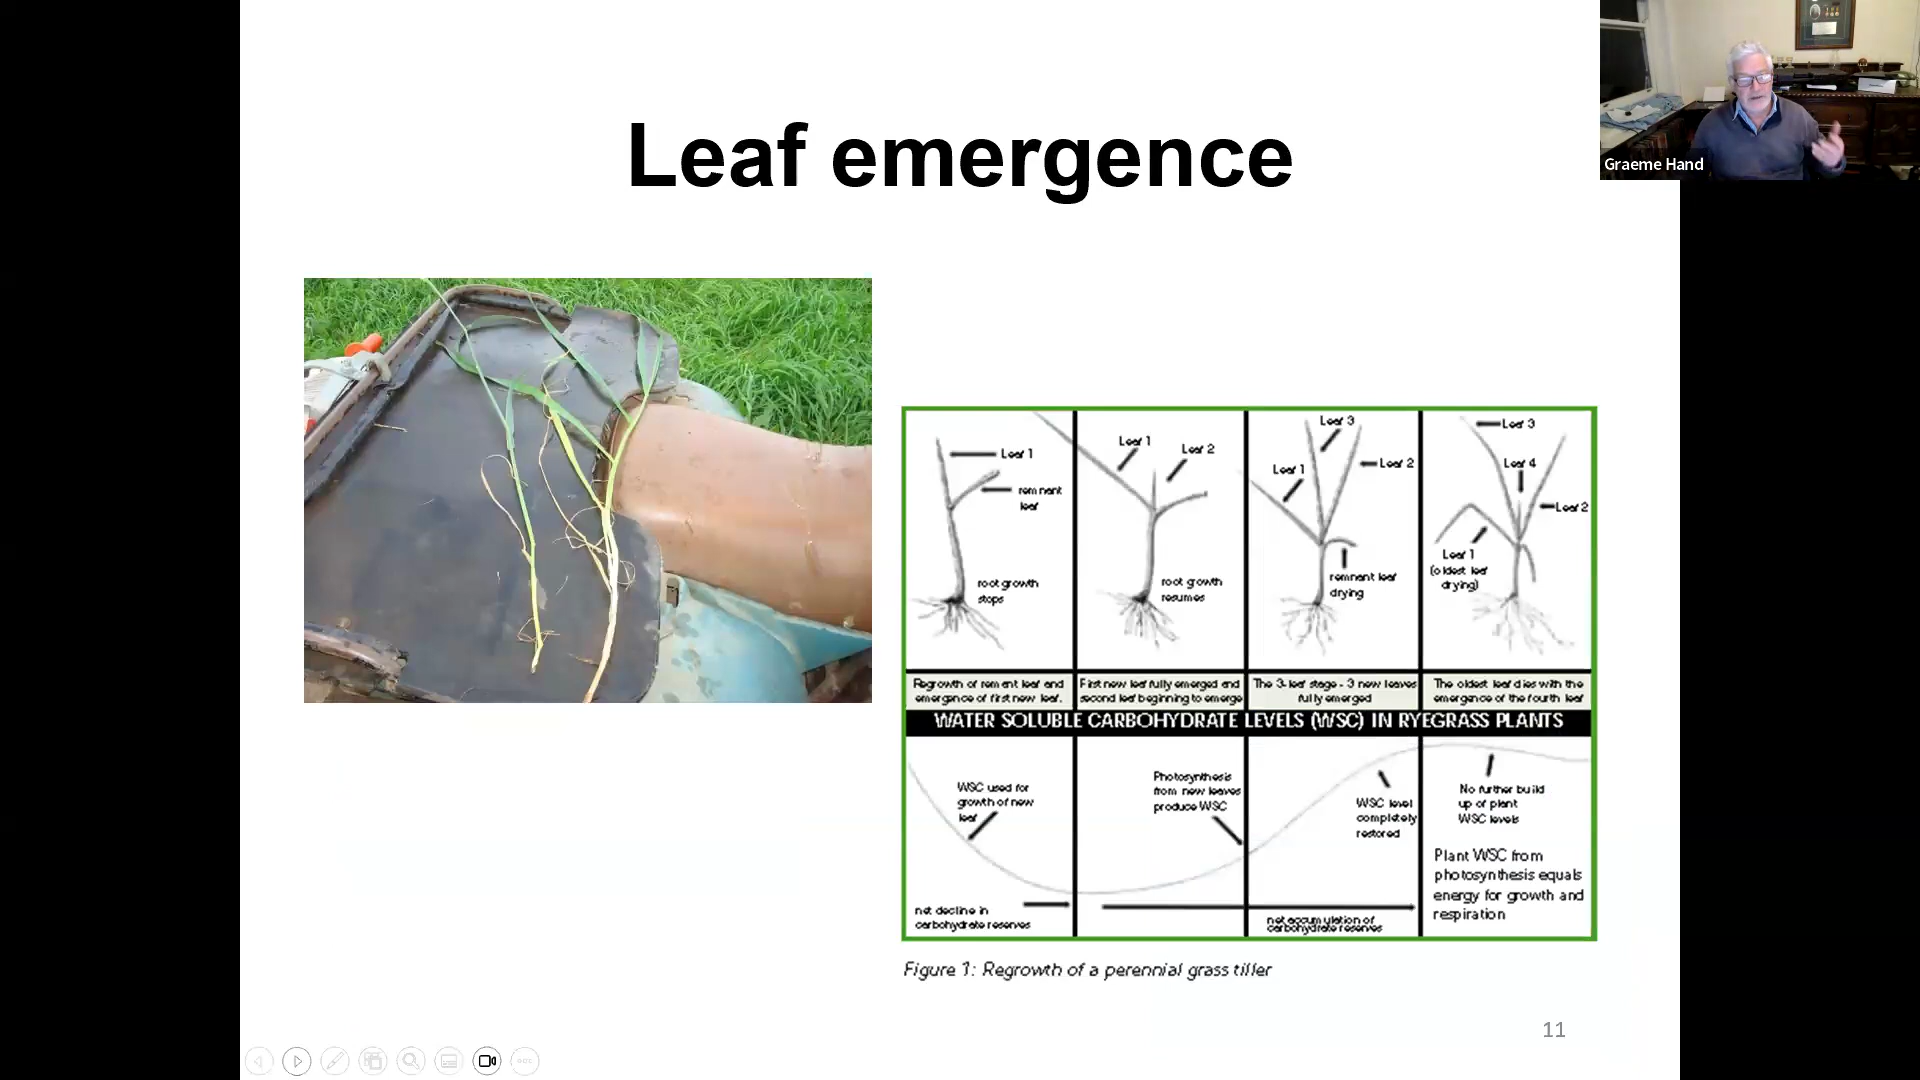 Leaf emergence
Graeme Hand
Leaf 1
remnant
leaf
root growth
stops
Leaf 1
Leaf 2
root growth
resumes
Leaf 3
Leaf 1
Leaf 2
remnant leaf
drying
Leaf 3
Leaf 4
Leaf 2
Leaf 1
(oldest leaf
drying)
Regrowth of remnant leaf and
emergence of first new leaf.
First new leaf fully emerged and
second leaf beginning to emerge
The 3-leaf stage - 3 new leaves
fully emerged
The oldest leaf dies with the
emergence of the fourth leaf
WATER SOLUBLE CARBOHYDRATE LEVELS (WSC) IN RYEGRASS PLANTS
WSC used for
growth of new
leaf
net decline in
carbohydrate reserves
Photosynthesis
from new leaves
produce WSC
WSC level
completely
restored
net accumulation of
carbohydrate reserves
No further build
up of plant
WSC levels
Plant WSC from
photosynthesis equals
energy for growth and
respiration
Figure 1: Regrowth of a perennial grass tiller
11